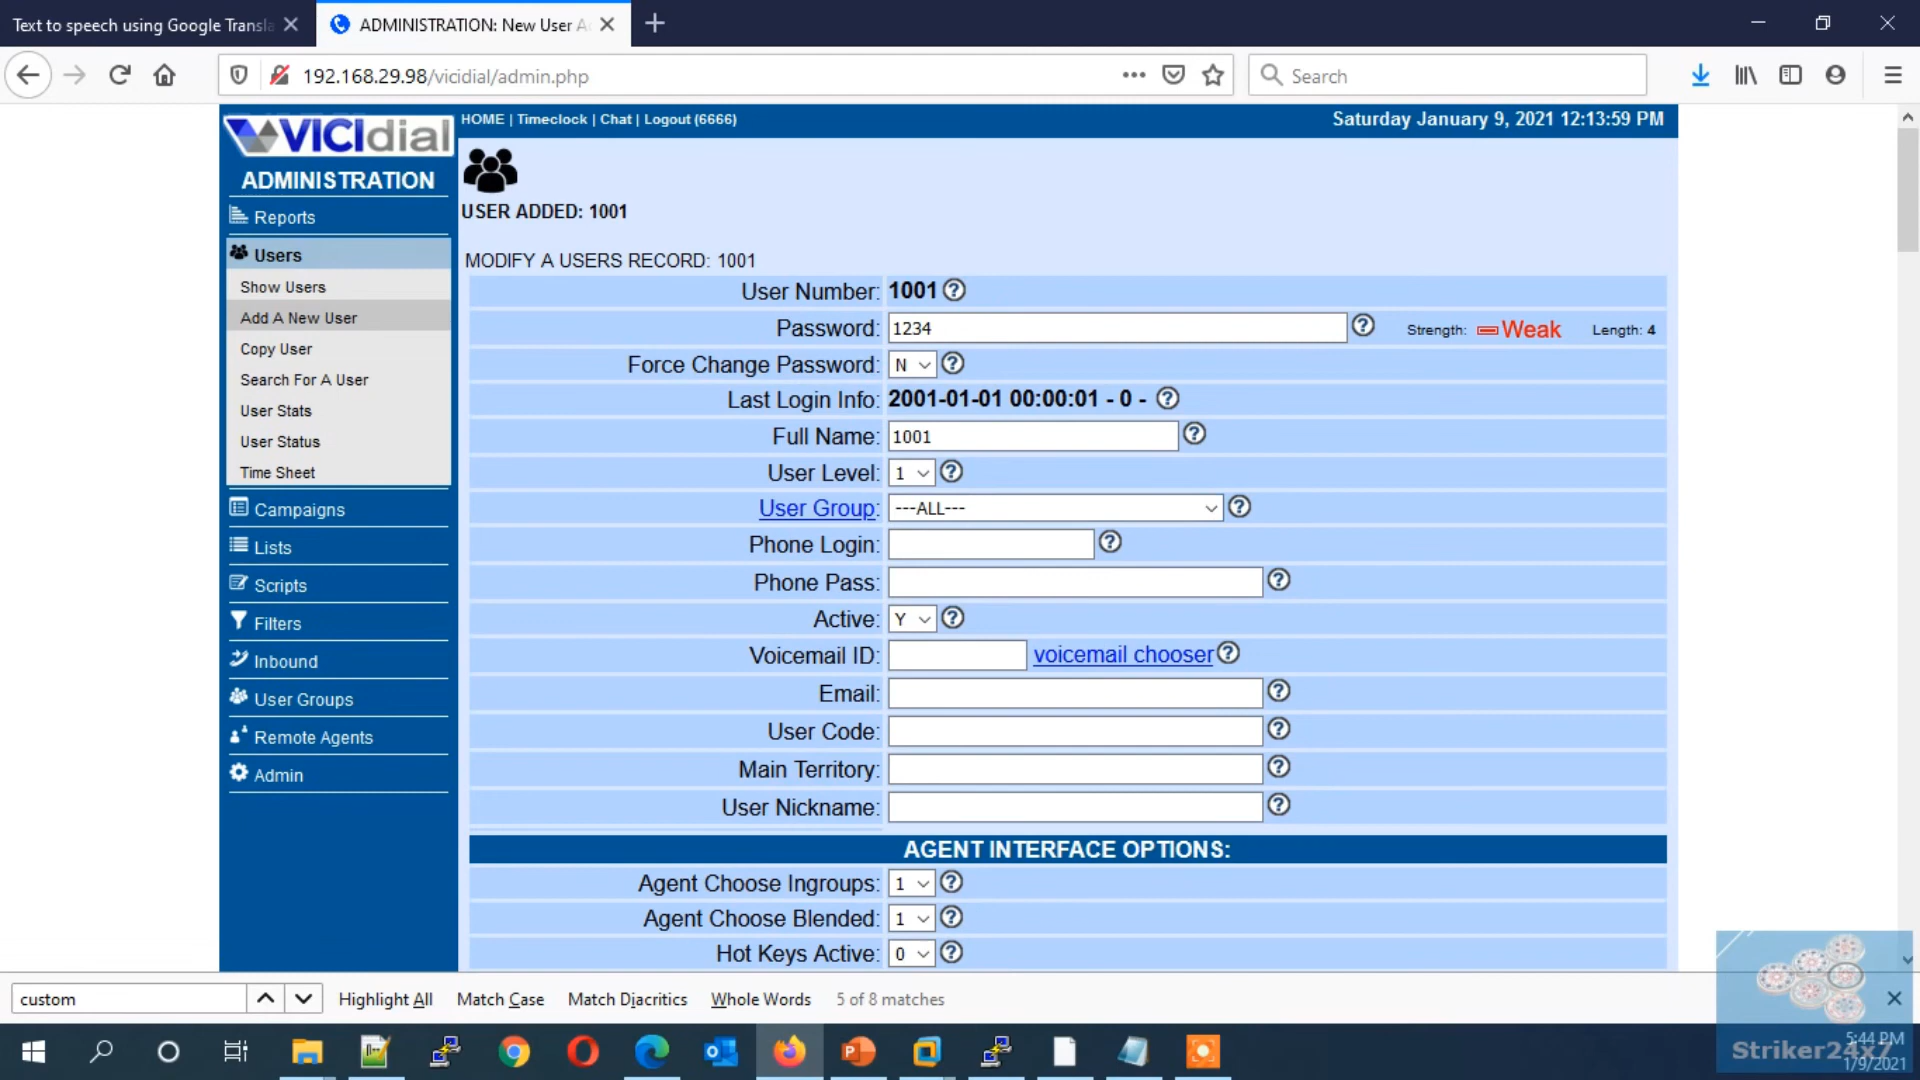 Text to speech using Google Transla
ADMINISTRATION: New User A
192.168.29.98/vicidial/admin.php
Search
VICIdial
HOME | Timeclock | Chat | Logout (6666)
Saturday January 9, 2021 12:13:59 PM
ADMINISTRATION
Reports
Users
Show Users
Add A New User
Copy User
Search For A User
User Stats
User Status
Time Sheet
Campaigns
Lists
Scripts
Filters
Inbound
User Groups
Remote Agents
Admin
USER ADDED: 1001
MODIFY A USERS RECORD: 1001
User Number: 1001
Password: 1234 Strength: Weak Length: 4
Force Change Password: N
Last Login Info: 2001-01-01 00:00:01 - 0 -
Full Name: 1001
User Level: 1
User Group: ---ALL---
Phone Login:
Phone Pass:
Active: Y
Voicemail ID: voicemail chooser
Email:
User Code:
Main Territory:
User Nickname:
AGENT INTERFACE OPTIONS:
Agent Choose Ingroups: 1
Agent Choose Blended: 1
Hot Keys Active: 0
custom Highlight All Match Case Match Diacritics Whole Words 5 of 8 matches
5:44 PM
Striker24x7
1/9/2021